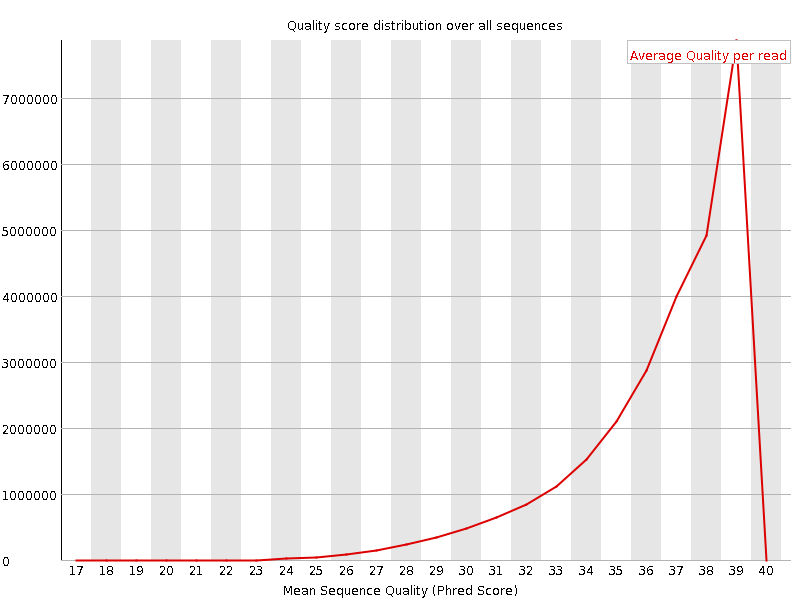 Quality score distribution over all sequences
Average Quality per read
7000000
6000000
5000000
4000000
3000000
2000000
1000000
0
17 18 19 20 21 22 23 24 25 26 27 28 29 30 31 32 33 34 35 36 37 38 39 40
Mean Sequence Quality (Phred Score)